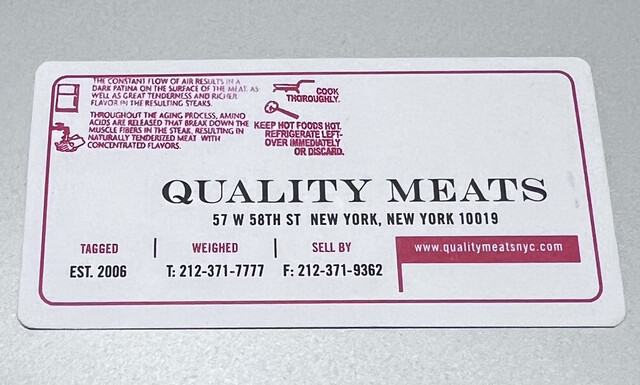 THE CONSTANT FLOW OF AIR RESULTS IN A
DARK PATINA ON THE SURFACE OF THE MEAT, AS
WELL AS GREAT TENDERNESS AND RICHER
FLAVOR IN THE RESULTING STEAKS.
THROUGHOUT THE AGING PROCESS, AMINO
ACIDS ARE RELEASED THAT BREAK DOWN THE
MUSCLE FIBERS IN THE STEAK, RESULTING IN
NATURALLY TENDERIZED MEAT WITH
CONCENTRATED FLAVORS.
COOK
THOROUGHLY.
KEEP HOT FOODS HOT.
REFRIGERATE LEFT-
OVER IMMEDIATELY
OR DISCARD.
QUALITY MEATS
57 W 58TH ST NEW YORK, NEW YORK 10019
TAGGED WEIGHED SELL BY www.qualitymeatsnyc.com
EST. 2006 T: 212-371-7777 F: 212-371-9362